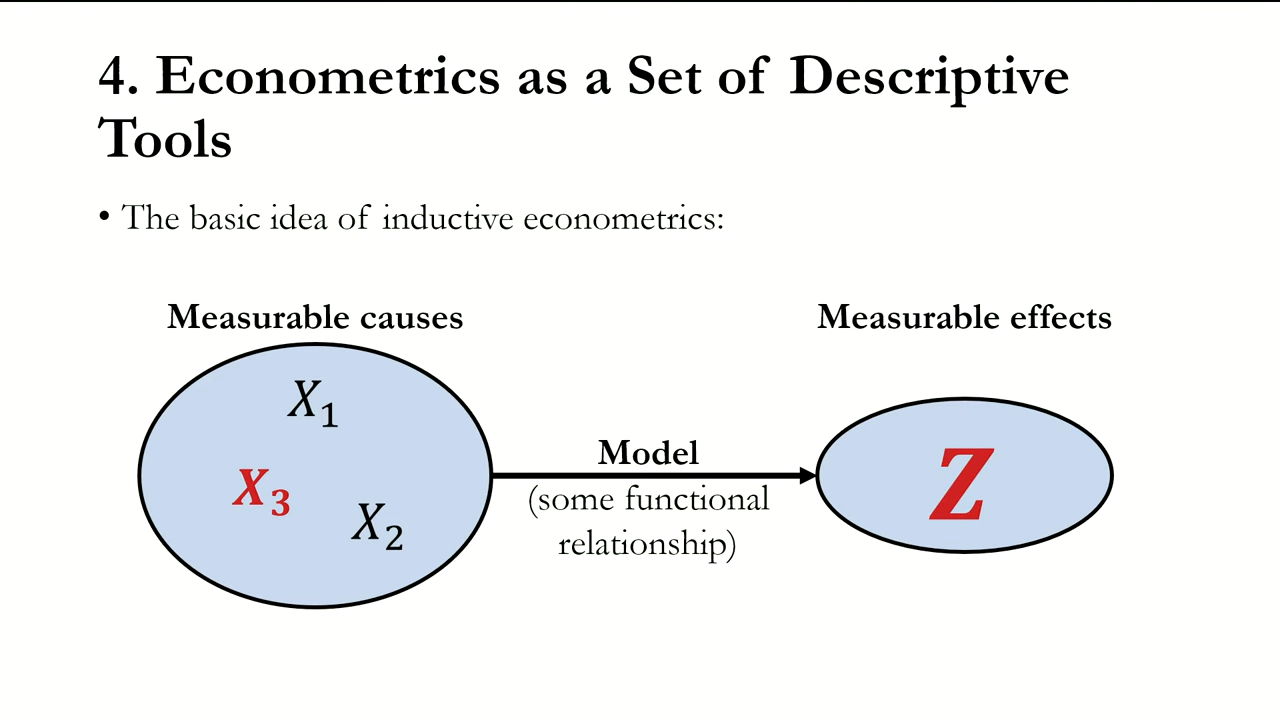 4. Econometrics as a Set of Descriptive
Tools
• The basic idea of inductive econometrics:
Measurable causes
Measurable effects
X₁
X₃
X₂
Model
(some functional
relationship)
Z